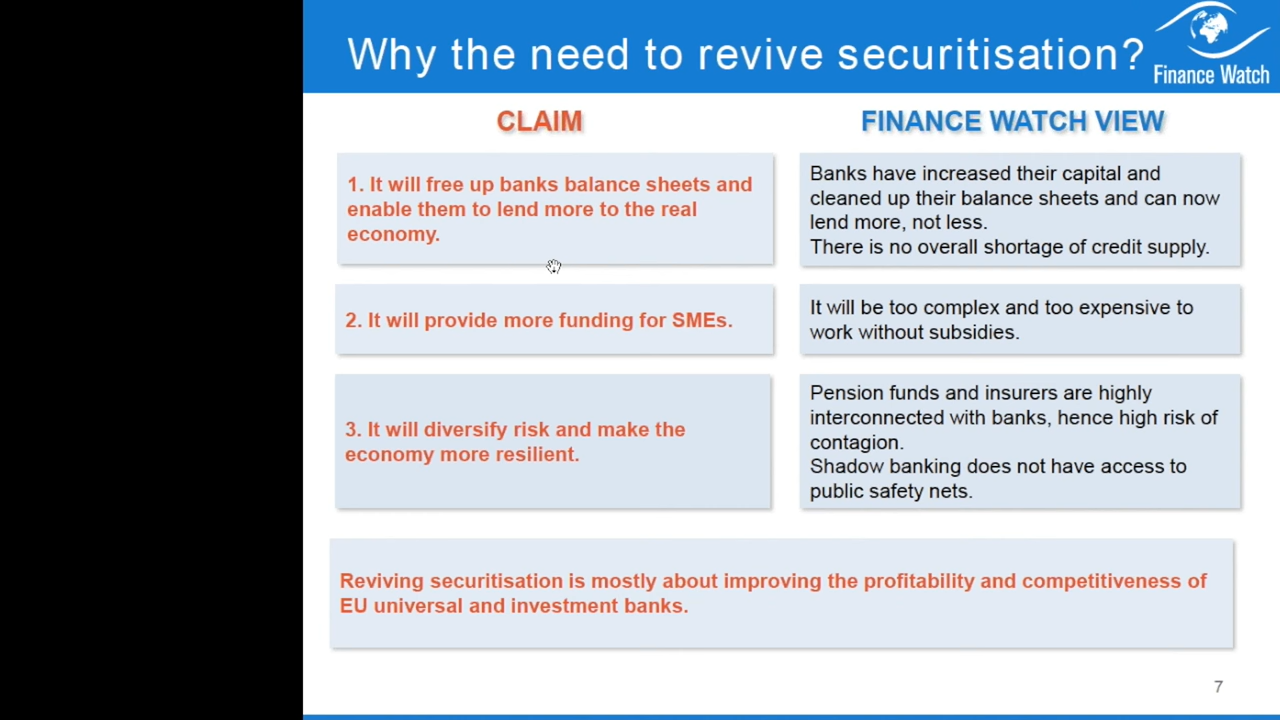 Why the need to revive securitisation?
Finance Watch
CLAIM
FINANCE WATCH VIEW
1. It will free up banks balance sheets and
enable them to lend more to the real
economy.
Banks have increased their capital and
cleaned up their balance sheets and can now
lend more, not less.
There is no overall shortage of credit supply.
2. It will provide more funding for SMEs.
It will be too complex and too expensive to
work without subsidies.
3. It will diversify risk and make the
economy more resilient.
Pension funds and insurers are highly
interconnected with banks, hence high risk of
contagion.
Shadow banking does not have access to
public safety nets.
Reviving securitisation is mostly about improving the profitability and competitiveness of
EU universal and investment banks.
7